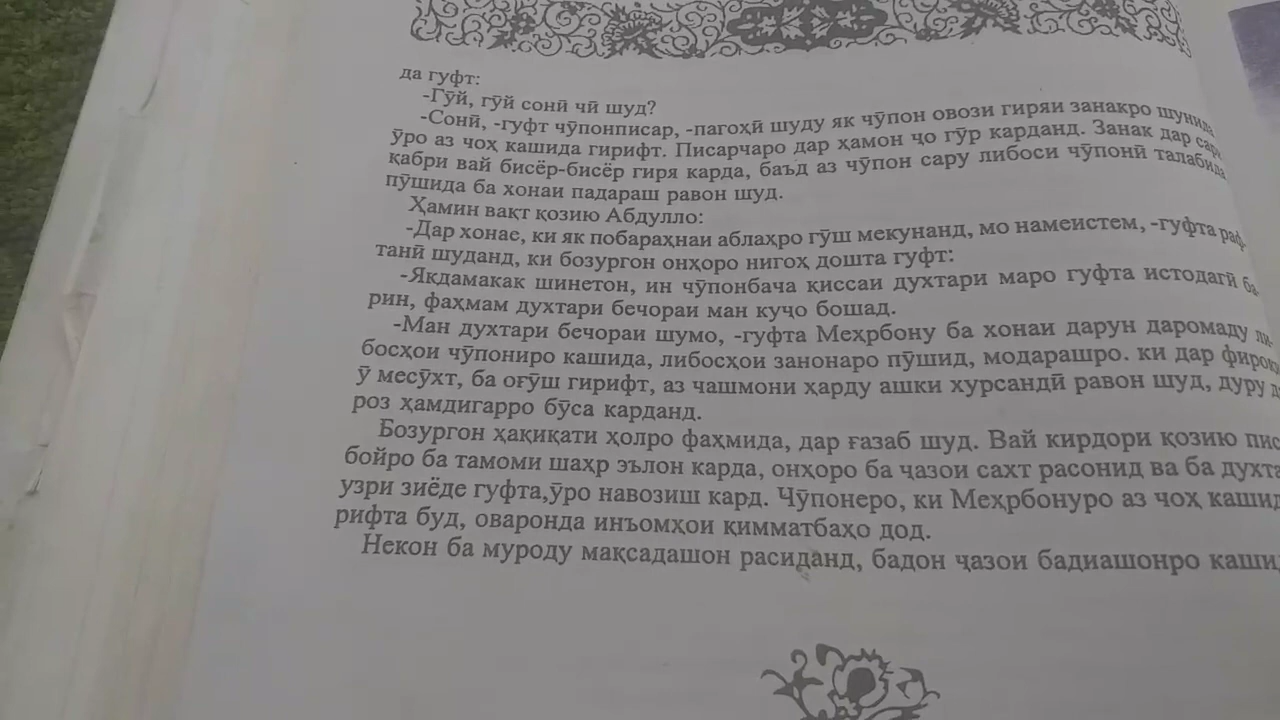 да гуфт:
-Гӯй, гӯй сонӣ чӣ шуд?
-Сонӣ, -гуфт чӯпонписар, -пагоҳӣ шуду як чӯпон овози гиряи занакро шунида
ӯро аз чоҳ кашида гирифт. Писарчаро дар ҳамон ҷо гӯр карданд. Занак дар сари
қабри вай бисёр-бисёр гиря карда, баъд аз чӯпон сару либоси чӯпонӣ талабида
пӯшида ба хонаи падараш равон шуд.
Ҳамин вақт қозию Абдулло:
-Дар хонае, ки як побараҳнаи аблаҳро гӯш мекунанд, мо намеистем, -гуфта раф-
танӣ шуданд, ки бозургон онҳоро нигоҳ дошта гуфт:
-Якдамакак шинетон, ин чӯпонбача қиссаи духтари маро гуфта истодагӣ ба-
рин, фаҳмам духтари бечораи ман куҷо бошад.
-Ман духтари бечораи шумо, -гуфта Меҳрбону ба хонаи дарун даромаду ли-
босҳои чӯпониро кашида, либосҳои занонаро пӯшид, модарашро. ки дар фироқи
ӯ месӯхт, ба оғӯш гирифт, аз чашмони ҳарду ашки хурсандӣ равон шуд, дуру д
роз ҳамдигарро бӯса карданд.
Бозургон ҳақиқати ҳолро фаҳмида, дар ғазаб шуд. Вай кирдори қозию пис
бойро ба тамоми шаҳр эълон карда, онҳоро ба ҷазои сахт расонид ва ба духта
узри зиёде гуфта,ӯро навозиш кард. Чӯпонеро, ки Меҳрбонуро аз чоҳ кашид
рифта буд, оваронда инъомҳои қимматбаҳо дод.
Некон ба муроду мақсадашон расиданд, бадон ҷазои бадиашонро кашид